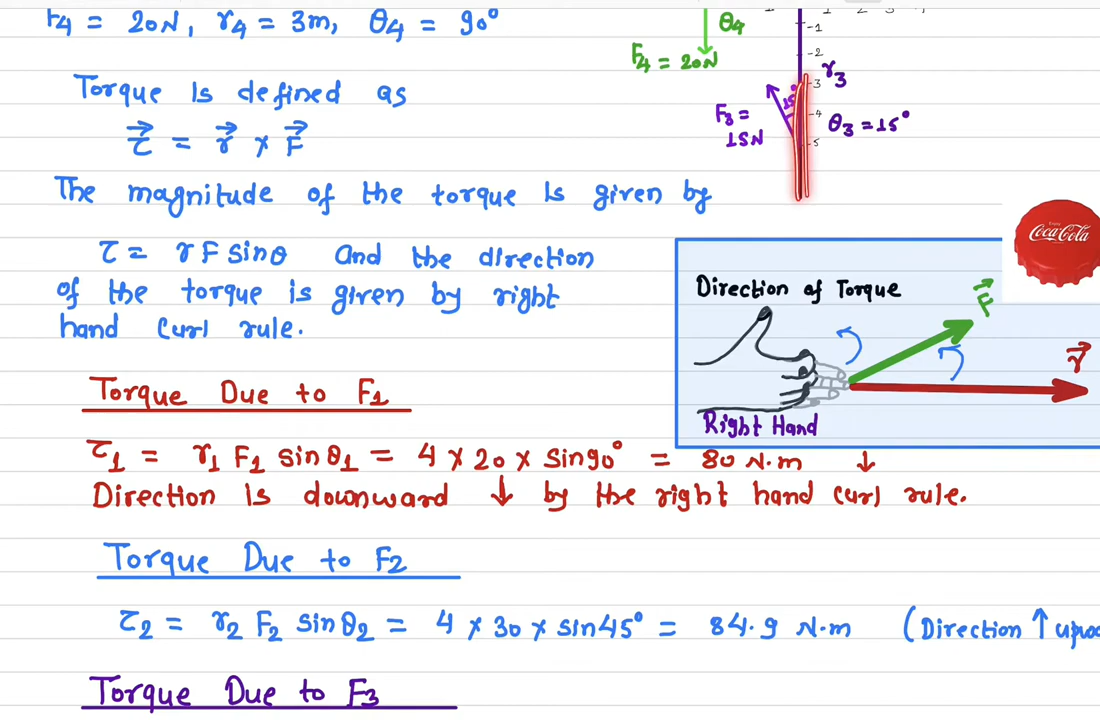 F4 = 20N, r4 = 3m, θ4 = 90°
θ4
F4 = 20N
-1
-2
-3
-4
-5
r3
15°
F3 =
15N
θ3 = 15°
Torque is defined as
τ⃗ = r⃗ × F⃗
The magnitude of the torque is given by
τ = r F sinθ And the direction
of the torque is given by right
hand curl rule.
Enjoy
Coca-Cola
Direction of Torque
F⃗
r⃗
Right Hand
Torque Due to F1
τ1 = r1 F1 sinθ1 = 4 × 20 × sin90° = 80 N.m ↓
Direction is downward ↓ by the right hand curl rule.
Torque Due to F2
τ2 = r2 F2 sinθ2 = 4 × 30 × sin45° = 84.9 N.m (Direction ↑
Torque Due to F3